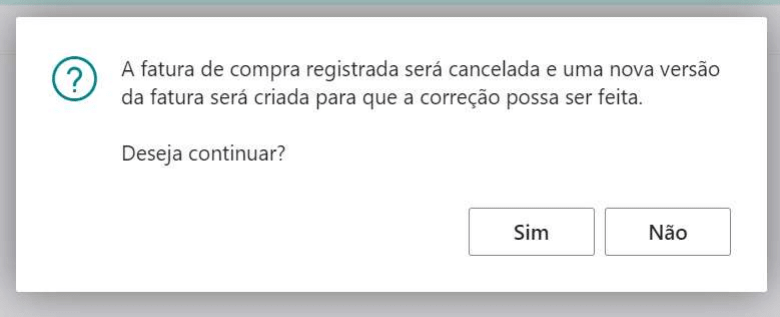 A fatura de compra registrada será cancelada e uma nova versão
da fatura será criada para que a correção possa ser feita.
Deseja continuar?
Sim
Não